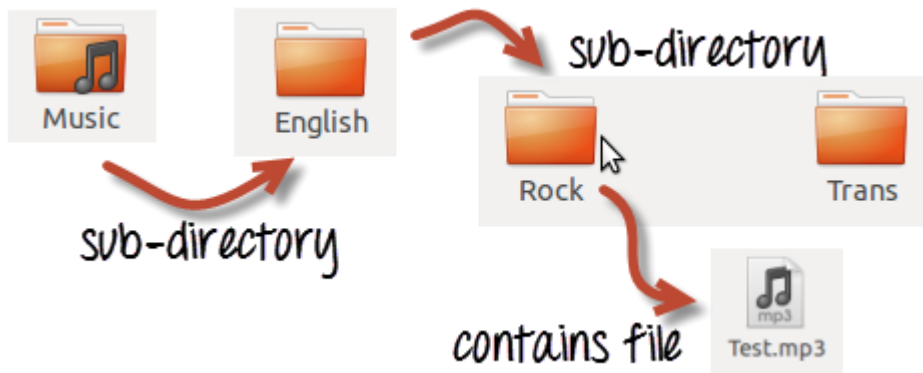 Music
English
sub-directory
sub-directory
Rock
Trans
contains file
mp3
Test.mp3